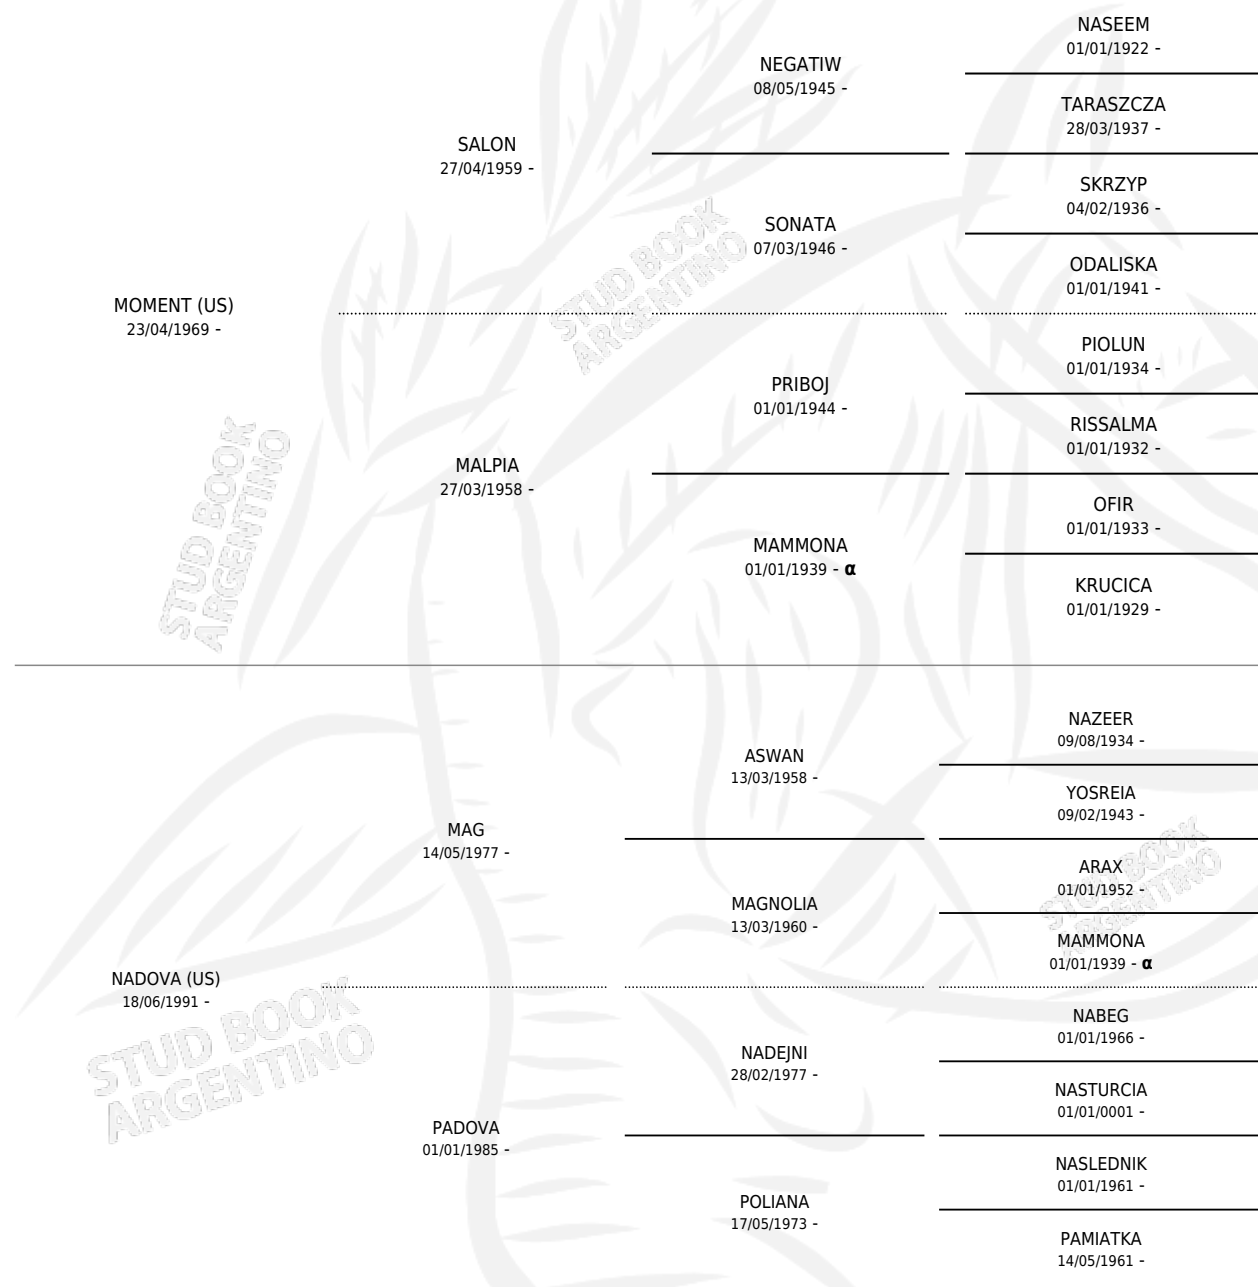 NASEEM
01/01/1922 -
NEGATIW
08/05/1945 -
TARASZCZA
28/03/1937 -
SALON
27/04/1959 -
SKRZYP
04/02/1936 -
SONATA
07/03/1946 -
ODALISKA
01/01/1941 -
MOMENT (US)
23/04/1969 -
PIOLUN
01/01/1934 -
PRIBOJ
01/01/1944 -
RISSALMA
01/01/1932 -
MALPIA
27/03/1958 -
OFIR
01/01/1933 -
MAMMONA
01/01/1939 - α
KRUCICA
01/01/1929 -
STUD BOOK
ARGENTINO
STUD BOOK
ARGENTINO
NAZEER
09/08/1934 -
ASWAN
13/03/1958 -
YOSREIA
09/02/1943 -
MAG
14/05/1977 -
ARAX
01/01/1952 -
MAGNOLIA
13/03/1960 -
MAMMONA
01/01/1939 - α
NADOVA (US)
18/06/1991 -
NABEG
01/01/1966 -
NADEJNI
28/02/1977 -
NASTURCIA
01/01/0001 -
PADOVA
01/01/1985 -
NASLEDNIK
01/01/1961 -
POLIANA
17/05/1973 -
PAMIATKA
14/05/1961 -
STUD BOOK
ARGENTINO
STUD BOOK
ARGENTINO